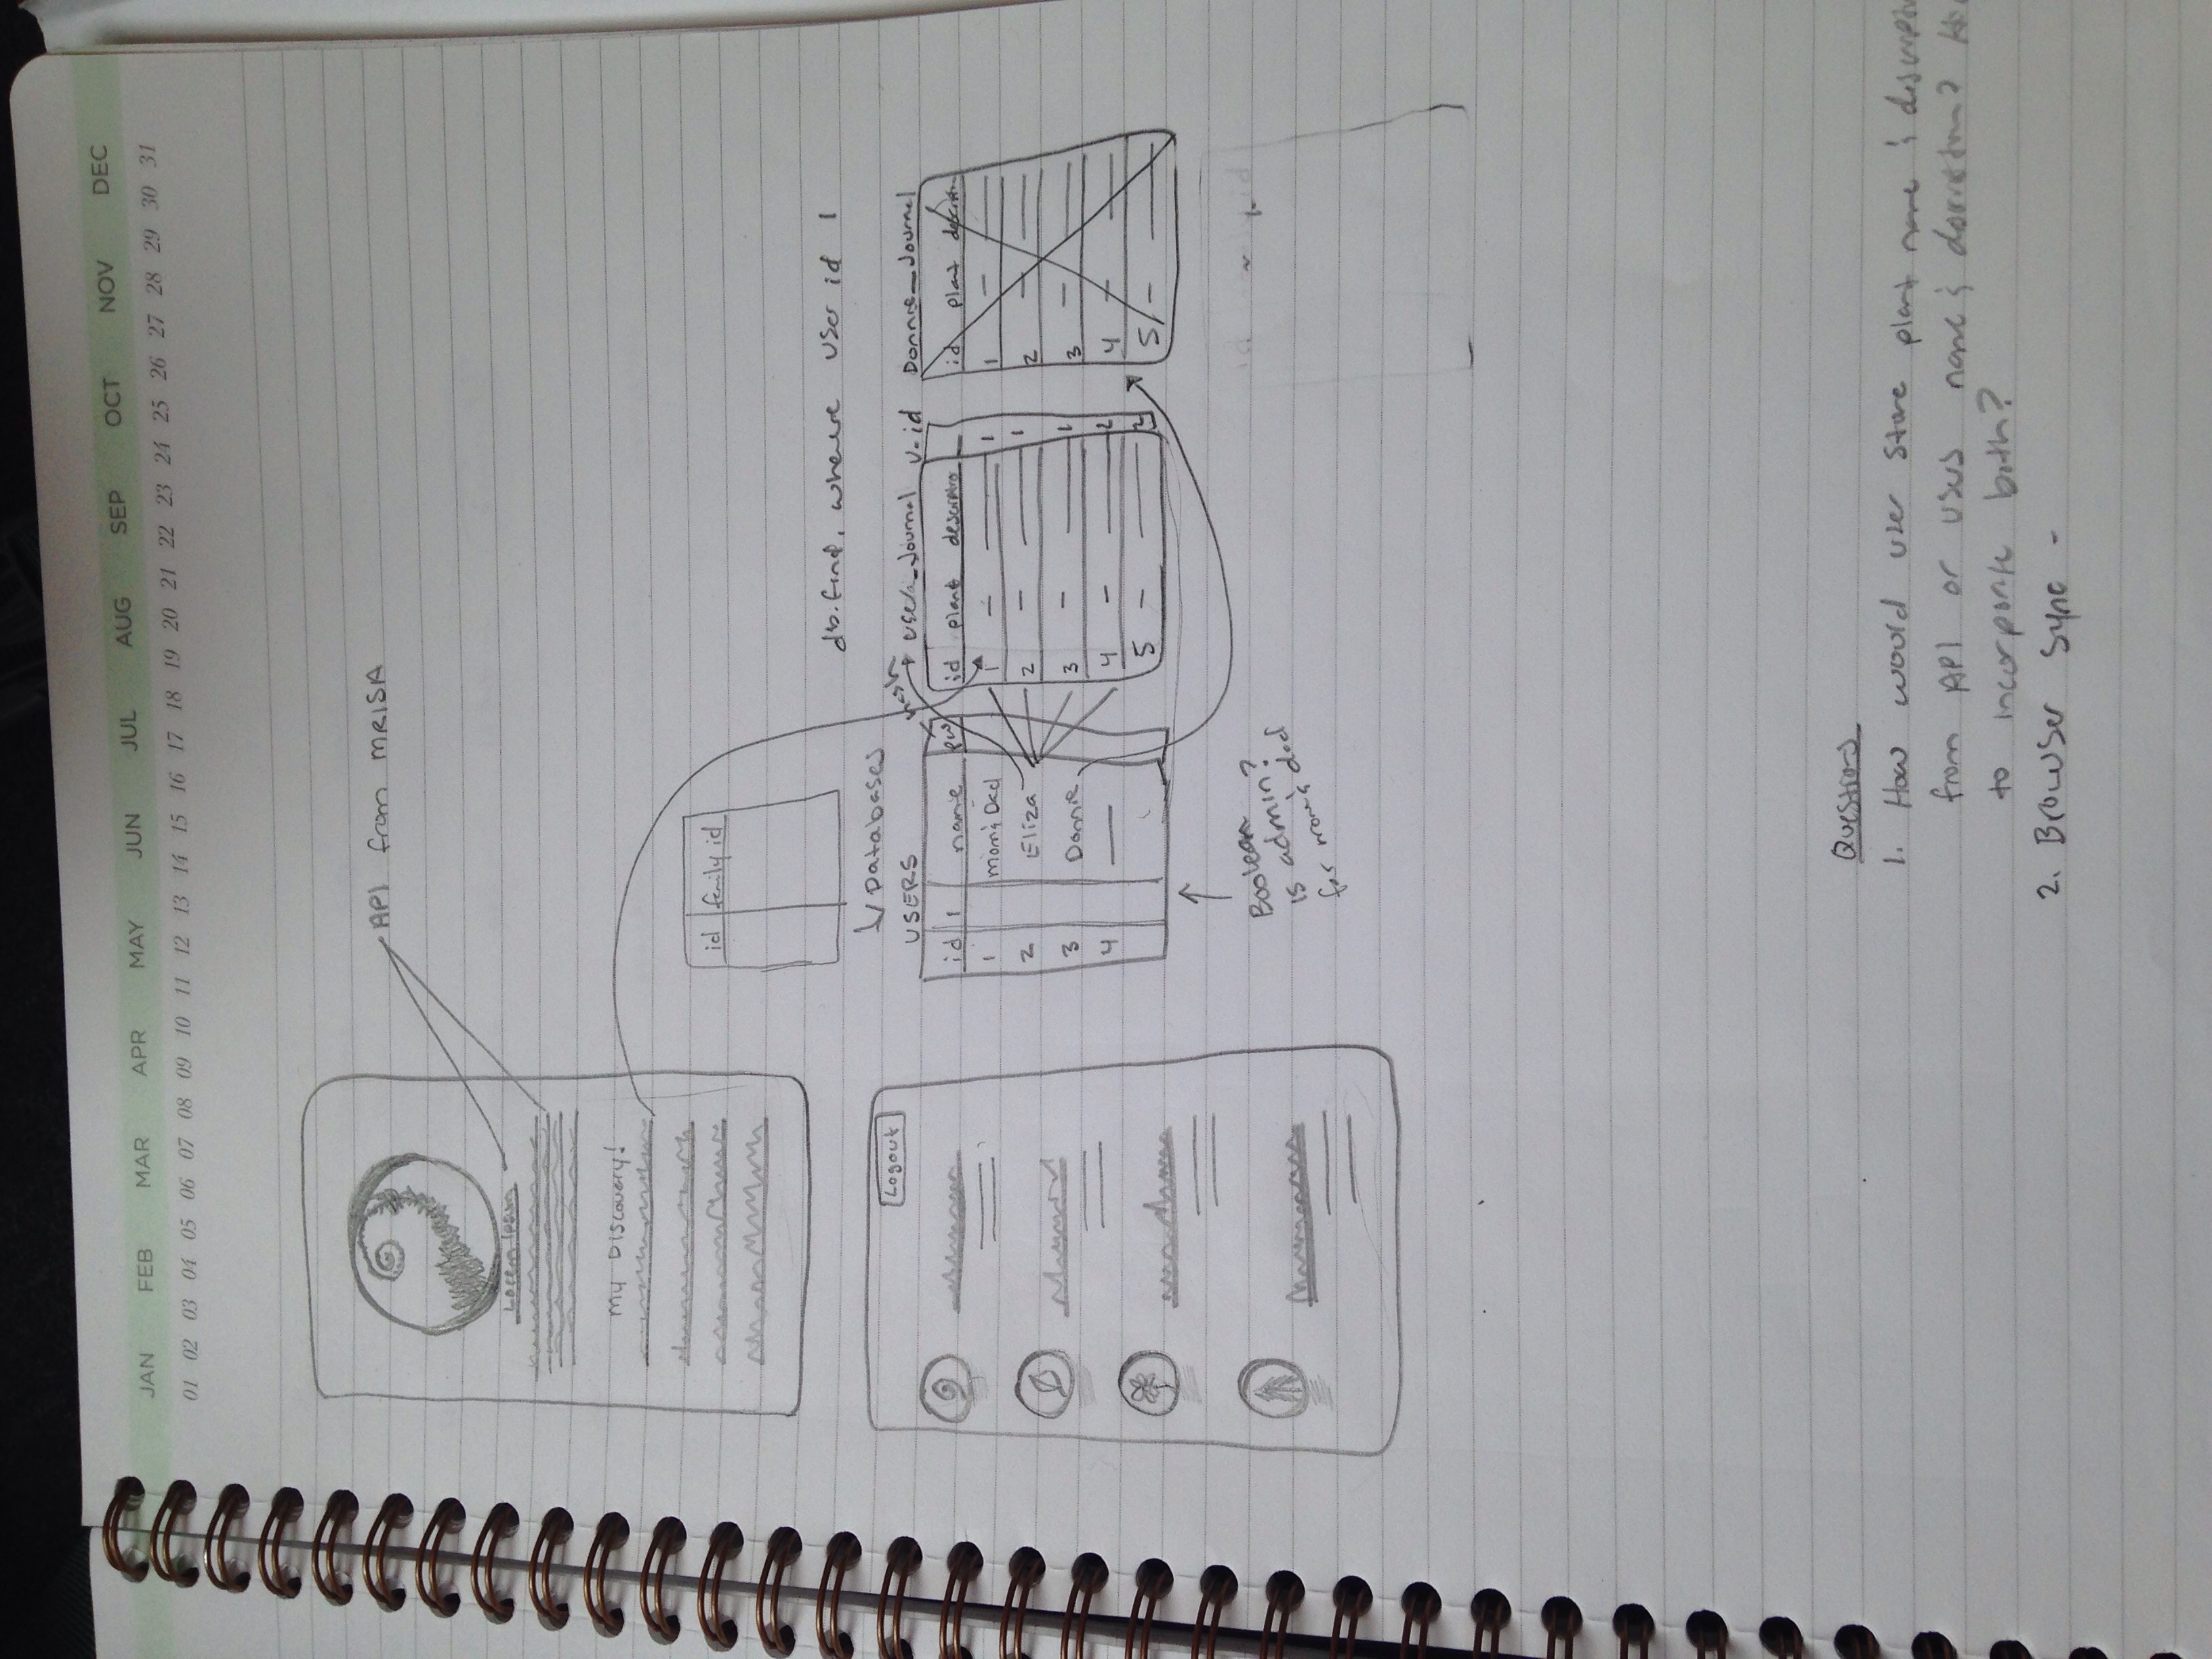 JAN FEB MAR APR MAY JUN JUL AUG SEP OCT NOV DEC
01 02 03 04 05 06 07 08 09 10 11 12 13 14 15 16 17 18 19 20 21 22 23 24 25 26 27 28 29 30 31
API from MRISA
Lorem Ipsum
My Discovery!
id family id
db.find, where user id 1
Databases
Logout
hash
USERS
id 1 name pw
1 mom & Dad
2 Eliza
3 Donnie
4
Journal u-id
id plant
1 1
2 1
3 1
4 2
5 2
Donnie_Journal
id plant
1
2
3
4
5
Boolean
is admin?
for mom & dad
Questions
1. How would user store plant name &
from API or users name &
to incorporate both?
2. Browser Sync -